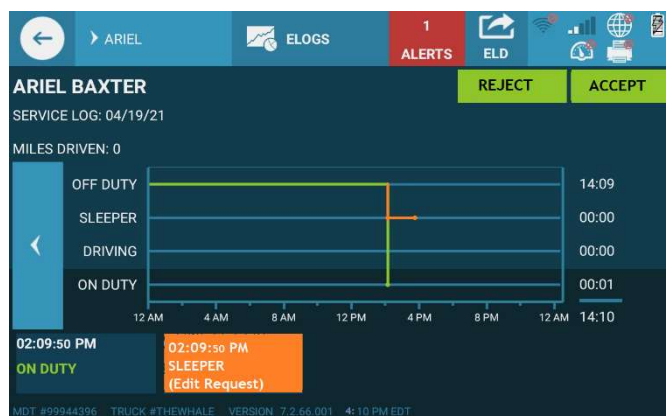 > ARIEL
ELOGS
1
ALERTS
ELD
ARIEL BAXTER
REJECT
ACCEPT
SERVICE LOG: 04/19/21
MILES DRIVEN: 0
OFF DUTY
14:09
SLEEPER
00:00
DRIVING
00:00
ON DUTY
00:01
12 AM 4 AM 8 AM 12 PM 4 PM 8 PM 12 AM 14:10
02:09:50 PM
ON DUTY
02:09:50 PM
SLEEPER
(Edit Request)
MDT #99944396 TRUCK #THEWHALE VERSION 7.2.66.001 4:10 PM EDT